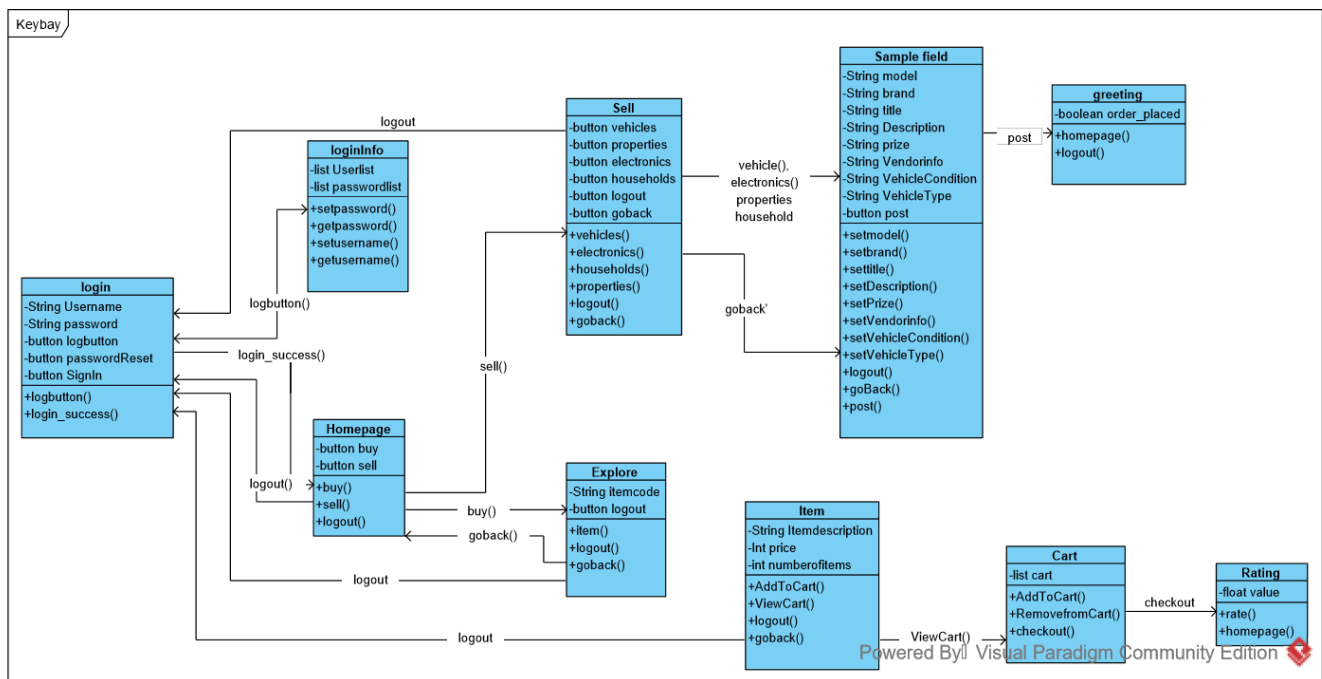 Keybay
login
-String Username
-String password
-button logbutton
-button passwordReset
-button SignIn
+logbutton()
+login_success()
loginInfo
-list Userlist
-list passwordlist
+setpassword()
+getpassword()
+setusername()
+getusername()
Homepage
-button buy
-button sell
+buy()
+sell()
+logout()
Sell
-button vehicles
-button properties
-button electronics
-button households
-button logout
-button goback
+vehicles()
+electronics()
+households()
+properties()
+logout()
+goback()
Explore
-String itemcode
-button logout
+item()
+logout()
+goback()
Sample field
-String model
-String brand
-String title
-String Description
-String prize
-String Vendorinfo
-String VehicleCondition
-String VehicleType
-button post
+setmodel()
+setbrand()
+settitle()
+setDescription()
+setPrize()
+setVendorinfo()
+setVehicleCondition()
+setVehicleType()
+logout()
+goBack()
+post()
greeting
-boolean order_placed
+homepage()
+logout()
Item
-String Itemdescription
-Int price
-int numberofitems
+AddToCart()
+ViewCart()
+logout()
+goback()
Cart
-list cart
+AddToCart()
+RemovefromCart()
+checkout()
Rating
-float value
+rate()
+homepage()
logout
logbutton()
login_success()
logout()
sell()
buy()
goback()
logout
logout
vehicle(),
electronics()
properties
household
goback'
post
ViewCart()
checkout
Powered By Visual Paradigm Community Edition